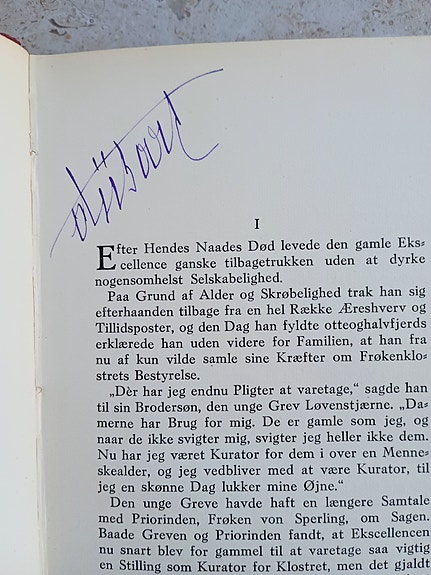 I
Efter Hendes Naades Død levede den gamle Eks=
cellence ganske tilbagetrukken uden at dyrke
nogensomhelst Selskabelighed.
Paa Grund af Alder og Skrøbelighed trak han sig
efterhaanden tilbage fra en hel Række Æreshverv og
Tillidsposter, og den Dag han fyldte otteoghalvfjerds
erklærede han uden videre for Familien, at han fra
nu af kun vilde samle sine Kræfter om Frøkenklo=
strets Bestyrelse.
„Dèr har jeg endnu Pligter at varetage,“ sagde han
til sin Brodersøn, den unge Grev Løvenstjærne. „Da=
merne har Brug for mig. De er gamle som jeg, og
naar de ikke svigter mig, svigter jeg heller ikke dem.
Nu har jeg været Kurator for dem i over en Menne=
skealder, og jeg vedbliver med at være Kurator, til
jeg en skønne Dag lukker mine Øjne.“
Den unge Greve havde haft en længere Samtale
med Priorinden, Frøken von Sperling, om Sagen.
Baade Greven og Priorinden fandt, at Ekscellencen
nu snart blev for gammel til at varetage saa vigtig
en Stilling som Kurator for Klostret, men det gjaldt